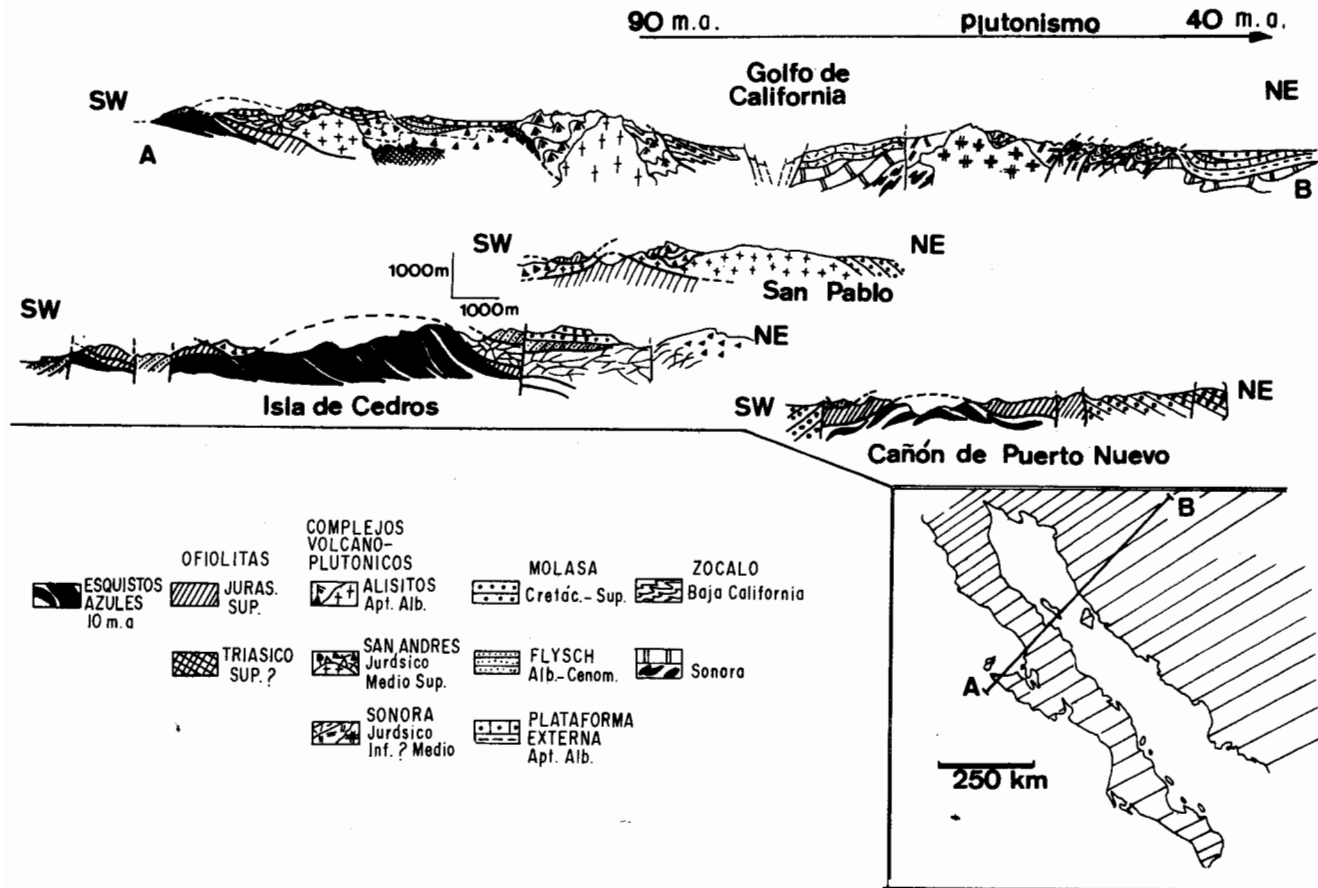 90 m.a. Plutonismo 40 m.a.
Golfo de
California
SW
NE
A
B
SW
NE
1000m
1000m
San Pablo
SW
NE
Isla de Cedros
SW
NE
Cañón de Puerto Nuevo
OFIOLITAS
COMPLEJOS
VOLCANO-
PLUTONICOS
MOLASA
ZOCALO
ESQUISTOS
AZULES
10 m.a
JURAS.
SUP.
ALISITOS
Apt. Alb.
Cretác.-Sup.
Baja California
TRIASICO
SUP.?
SAN ANDRES
Jurásico
Medio Sup.
FLYSCH
Alb.-Cenom.
Sonora
SONORA
Jurásico
Inf.? Medio
PLATAFORMA
EXTERNA
Apt. Alb.
B
A
250 km